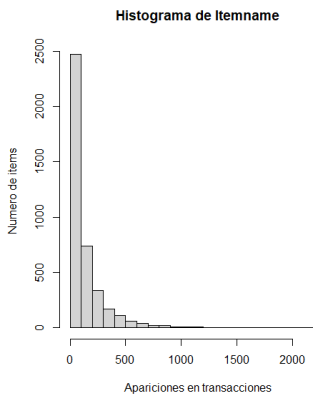 Histograma de Itemname
Numero de items
2500
2000
1500
1000
500
0
0 500 1000 1500 2000
Apariciones en transacciones